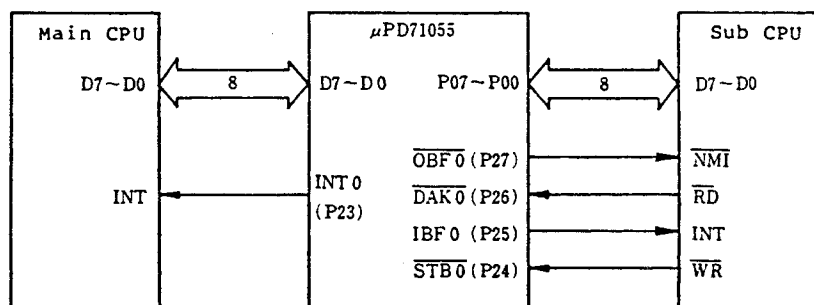 Main CPU
μPD71055
Sub CPU
D7~D0
8
D7~D0
P07~P00
8
D7~D0
OBF0 (P27)
NMI
INT
INT0
(P23)
DAK0 (P26)
RD
IBF0 (P25)
INT
STB0 (P24)
WR